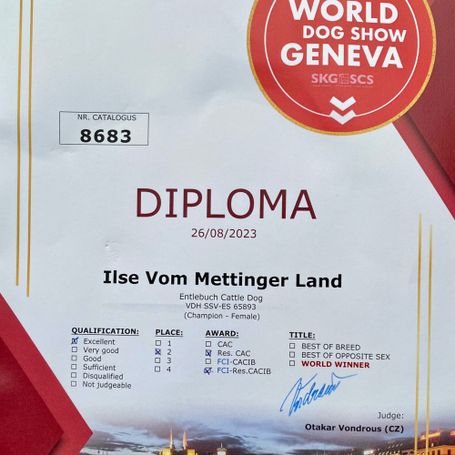 WORLD
DOG SHOW
GENEVA
SKG SCS
NR. CATALOGUS
8683
DIPLOMA
26/08/2023
Ilse Vom Mettinger Land
Entlebuch Cattle Dog
VDH SSV-ES 65893
(Champion - Female)
QUALIFICATION: PLACE: AWARD: TITLE:
☑ Excellent ☐ 1 ☐ CAC ☐ BEST OF BREED
☐ Very good ☒ 2 ☑ Res. CAC ☐ BEST OF OPPOSITE SEX
☐ Good ☐ 3 ☐ FCI-CACIB ☐ WORLD WINNER
☐ Sufficient ☐ 4 ☑ FCI-Res.CACIB
☐ Disqualified
☐ Not judgeable
Judge:
Otakar Vondrous (CZ)